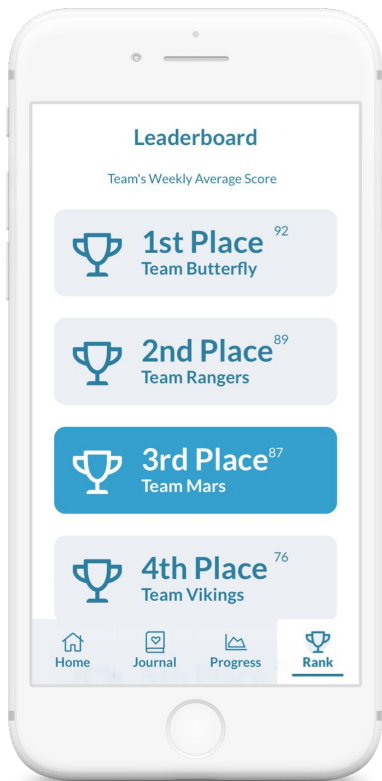 Leaderboard
Team's Weekly Average Score
1st Place 92
Team Butterfly
2nd Place 89
Team Rangers
3rd Place 87
Team Mars
4th Place 76
Team Vikings
Home Journal Progress Rank